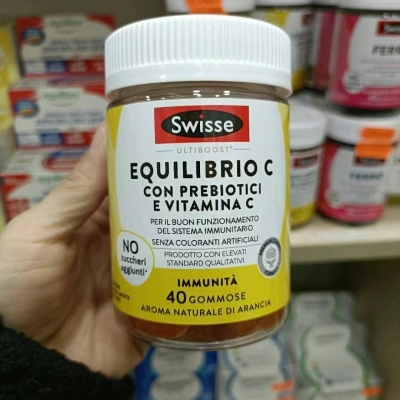 Swisse
ULTIBOOST®
EQUILIBRIO C
CON PREBIOTICI
E VITAMINA C
PER IL BUON FUNZIONAMENTO
DEL SISTEMA IMMUNITARIO
SENZA COLORANTI ARTIFICIALI
PRODOTTO CON ELEVATI
STANDARD QUALITATIVI
NO
zuccheri
aggiunti*
IMMUNITÀ
40 GOMMOSE
AROMA NATURALE DI ARANCIA
FERRO
FERRO